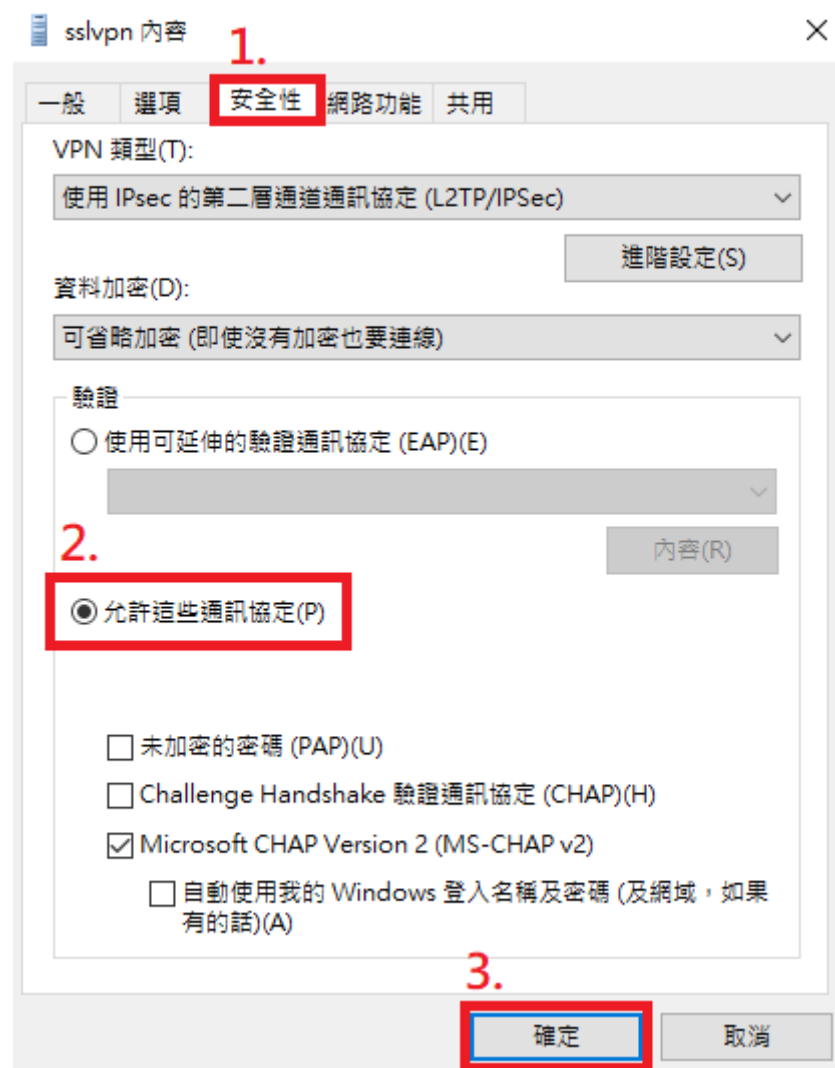 sslvpn 內容
1.
一般 選項 安全性 網路功能 共用
VPN 類型(T):
使用 IPsec 的第二層通道通訊協定 (L2TP/IPSec)
進階設定(S)
資料加密(D):
可省略加密 (即使沒有加密也要連線)
驗證
使用可延伸的驗證通訊協定 (EAP)(E)
2.
內容(R)
允許這些通訊協定(P)
未加密的密碼 (PAP)(U)
Challenge Handshake 驗證通訊協定 (CHAP)(H)
Microsoft CHAP Version 2 (MS-CHAP v2)
自動使用我的 Windows 登入名稱及密碼 (及網域，如果
有的話)(A)
3.
確定 取消